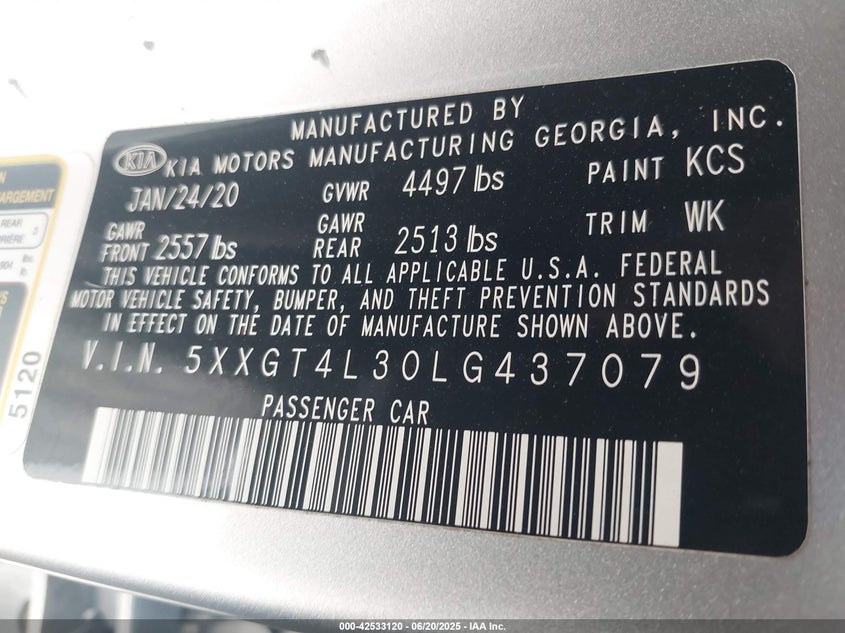 MANUFACTURED BY
KIA KIA MOTORS MANUFACTURING GEORGIA, INC.
JAN/24/20 GVWR 4497 lbs PAINT KCS
GAWR FRONT 2557 lbs GAWR REAR 2513 lbs TRIM WK
THIS VEHICLE CONFORMS TO ALL APPLICABLE U.S.A. FEDERAL
MOTOR VEHICLE SAFETY, BUMPER, AND THEFT PREVENTION STANDARDS
IN EFFECT ON THE DATE OF MANUFACTURE SHOWN ABOVE.
V.I.N. 5XXGT4L30LG437079
PASSENGER CAR
ARGEMENT
REAR
5120
000-42533120 - 06/20/2025 - IAA Inc.